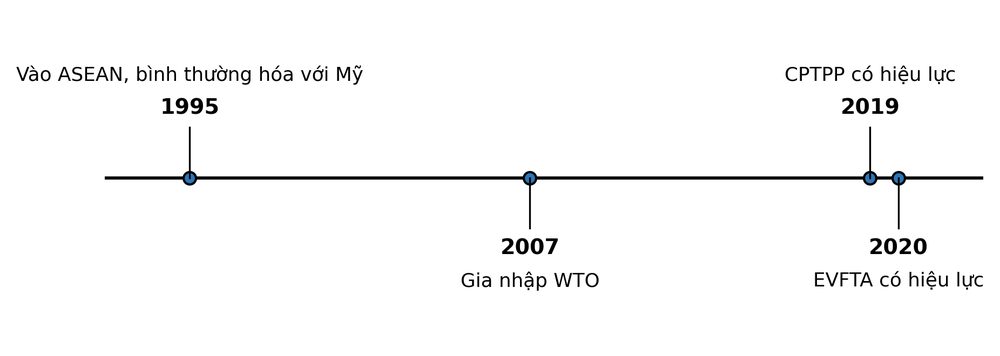 Vào ASEAN, bình thường hóa với Mỹ
1995
CPTPP có hiệu lực
2019
2007
Gia nhập WTO
2020
EVFTA có hiệu lực